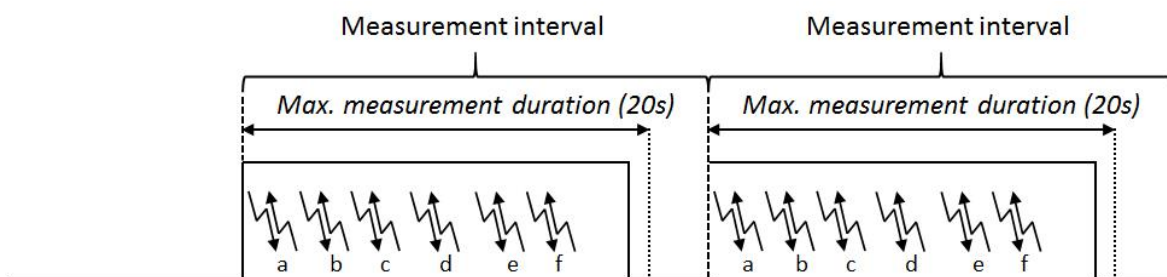 Measurement interval Measurement interval
Max. measurement duration (20s) Max. measurement duration (20s)
a b c d e f a b c d e f